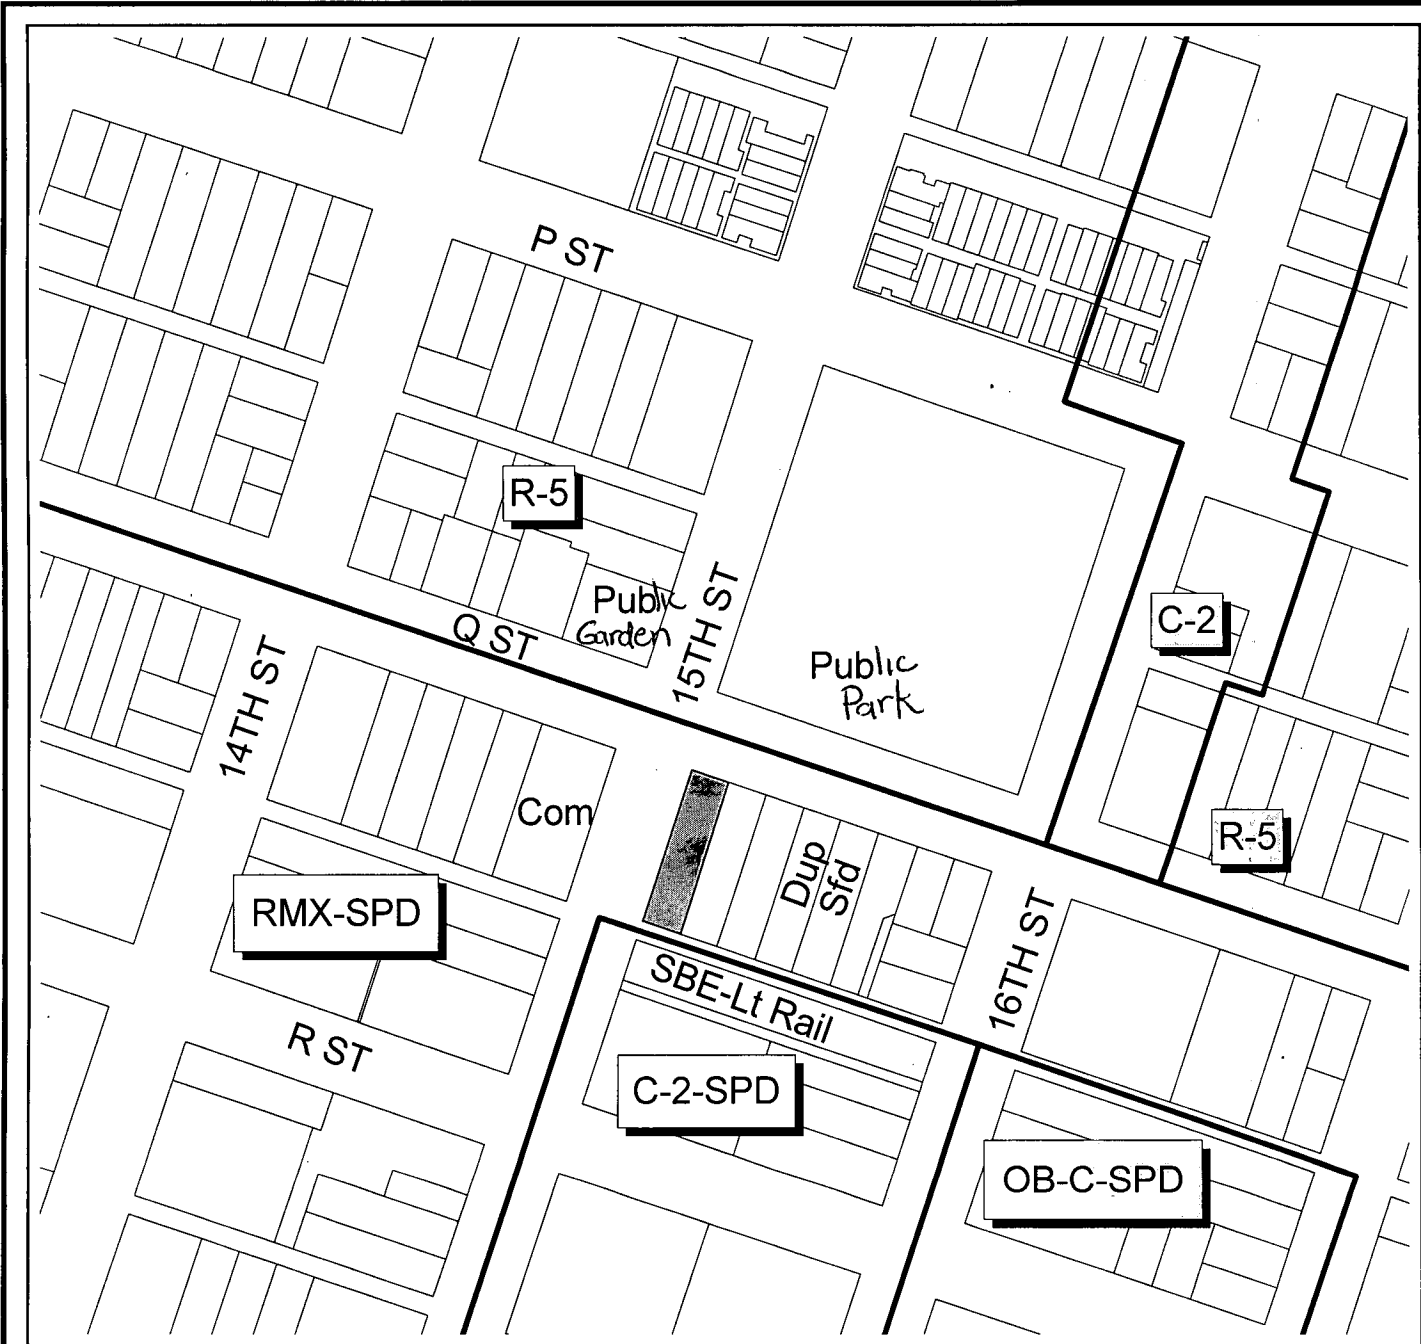 P ST
R-5
Public
Garden
15TH ST
Q ST
Public
Park
C-2
14TH ST
Com
Dup
Sfd
R-5
RMX-SPD
16TH ST
SBE-Lt Rail
R ST
C-2-SPD
OB-C-SPD